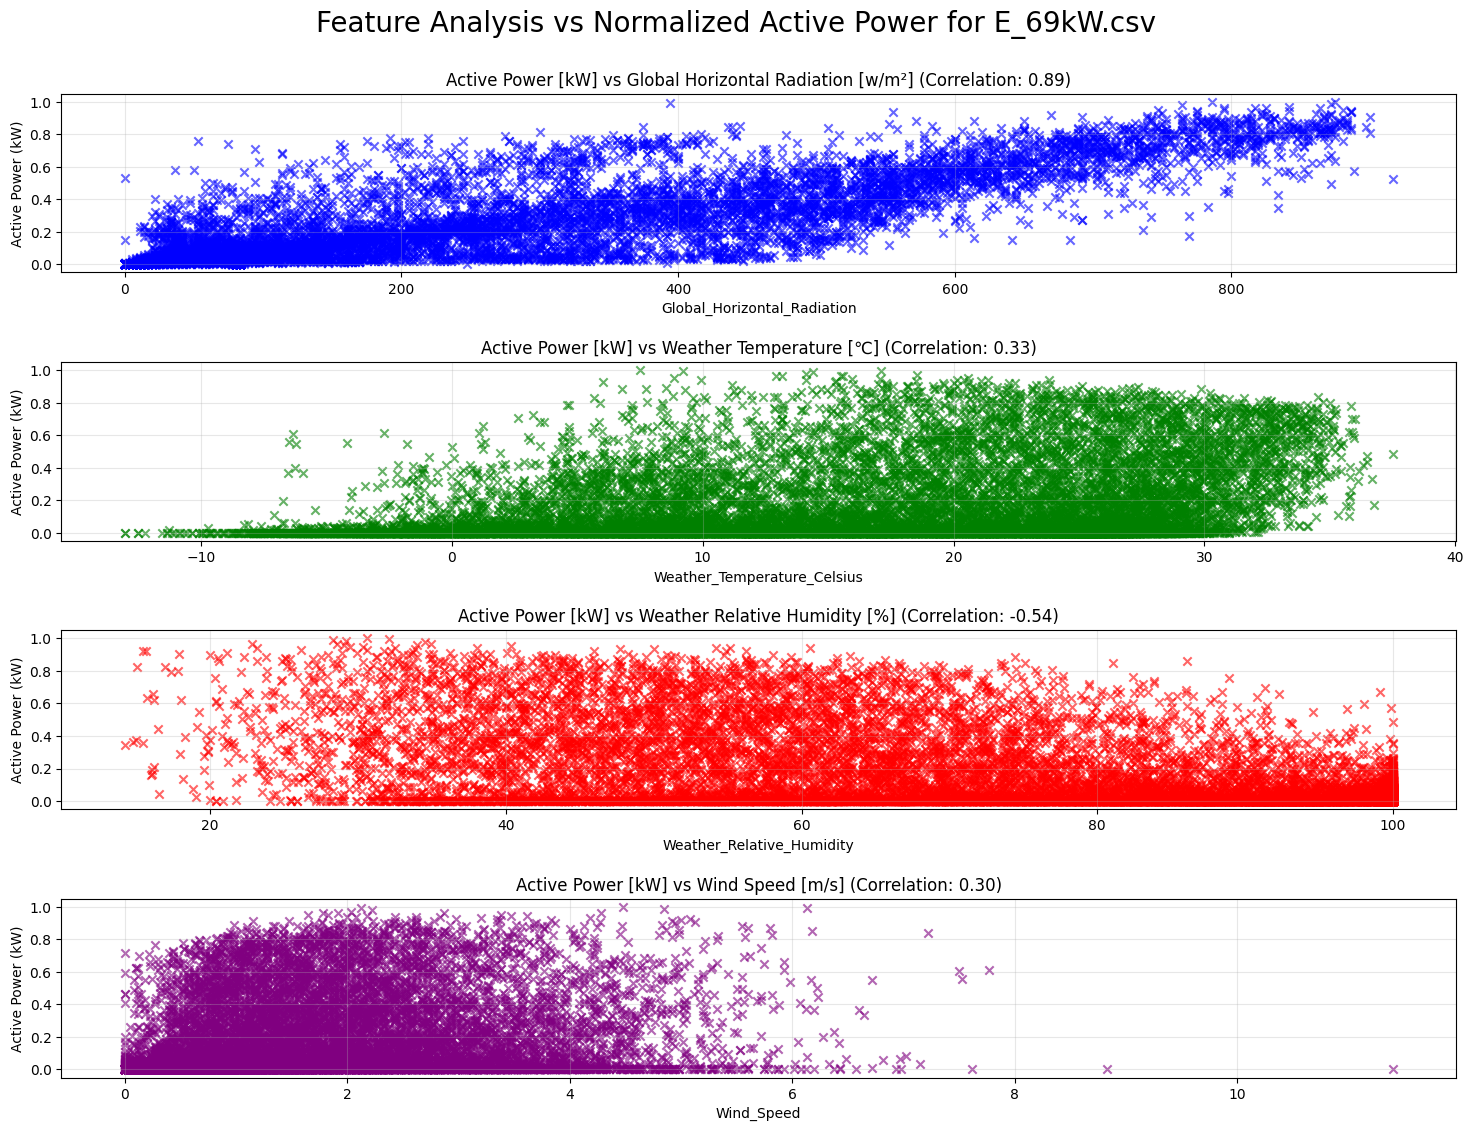 Feature Analysis vs Normalized Active Power for E_69kW.csv
Active Power [kW] vs Global Horizontal Radiation [w/m²] (Correlation: 0.89)
Active Power (kW)
1.0
0.8
0.6
0.4
0.2
0.0
0 200 400 600 800
Global_Horizontal_Radiation
Active Power [kW] vs Weather Temperature [℃] (Correlation: 0.33)
Active Power (kW)
1.0
0.8
0.6
0.4
0.2
0.0
−10 0 10 20 30 40
Weather_Temperature_Celsius
Active Power [kW] vs Weather Relative Humidity [%] (Correlation: -0.54)
Active Power (kW)
1.0
0.8
0.6
0.4
0.2
0.0
20 40 60 80 100
Weather_Relative_Humidity
Active Power [kW] vs Wind Speed [m/s] (Correlation: 0.30)
Active Power (kW)
1.0
0.8
0.6
0.4
0.2
0.0
0 2 4 6 8 10
Wind_Speed